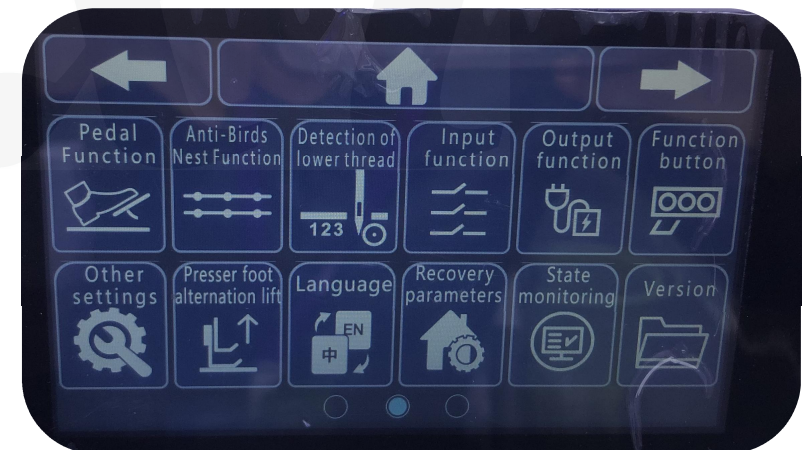 Pedal
Function
Anti-Birds
Nest Function
Detection of
lower thread
123
Input
function
Output
function
Function
button
Other
settings
Presser foot
alternation lift
Language
EN
中
Recovery
parameters
State
monitoring
Version